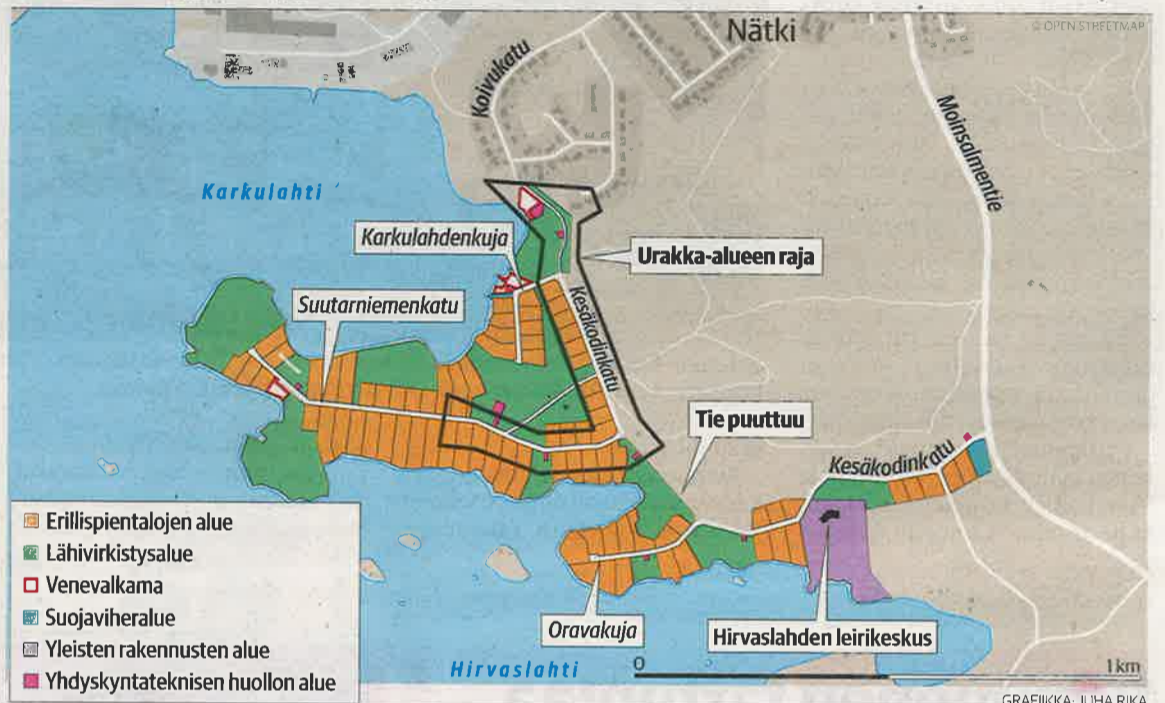 © OPEN STREETMAP
Nätki
Koivukatu
Moinsalmentie
Karkulahti
Karkulahdenkuja
Urakka-alueen raja
Suutarniemenkatu
Kesäkodinkatu
Tie puuttuu
Kesäkodinkatu
Erillispientalojen alue
Lähivirkistysalue
Venevalkama
Suojaviheralue
Yleisten rakennusten alue
Yhdyskyntateknisen huollon alue
Oravakuja
Hirvaslahden leirikeskus
Hirvaslahti
0
1 km
GRAFIIKKA: JUHA RIKA